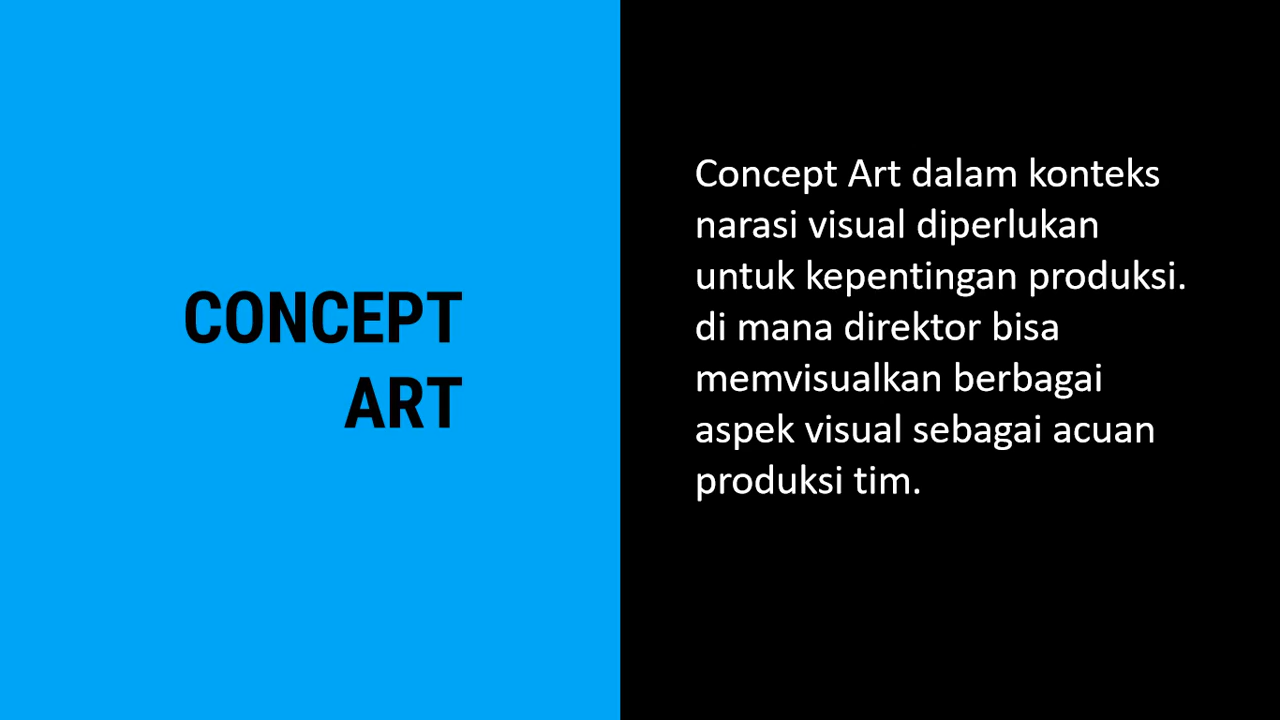 CONCEPT
ART
Concept Art dalam konteks
narasi visual diperlukan
untuk kepentingan produksi.
di mana direktor bisa
memvisualkan berbagai
aspek visual sebagai acuan
produksi tim.